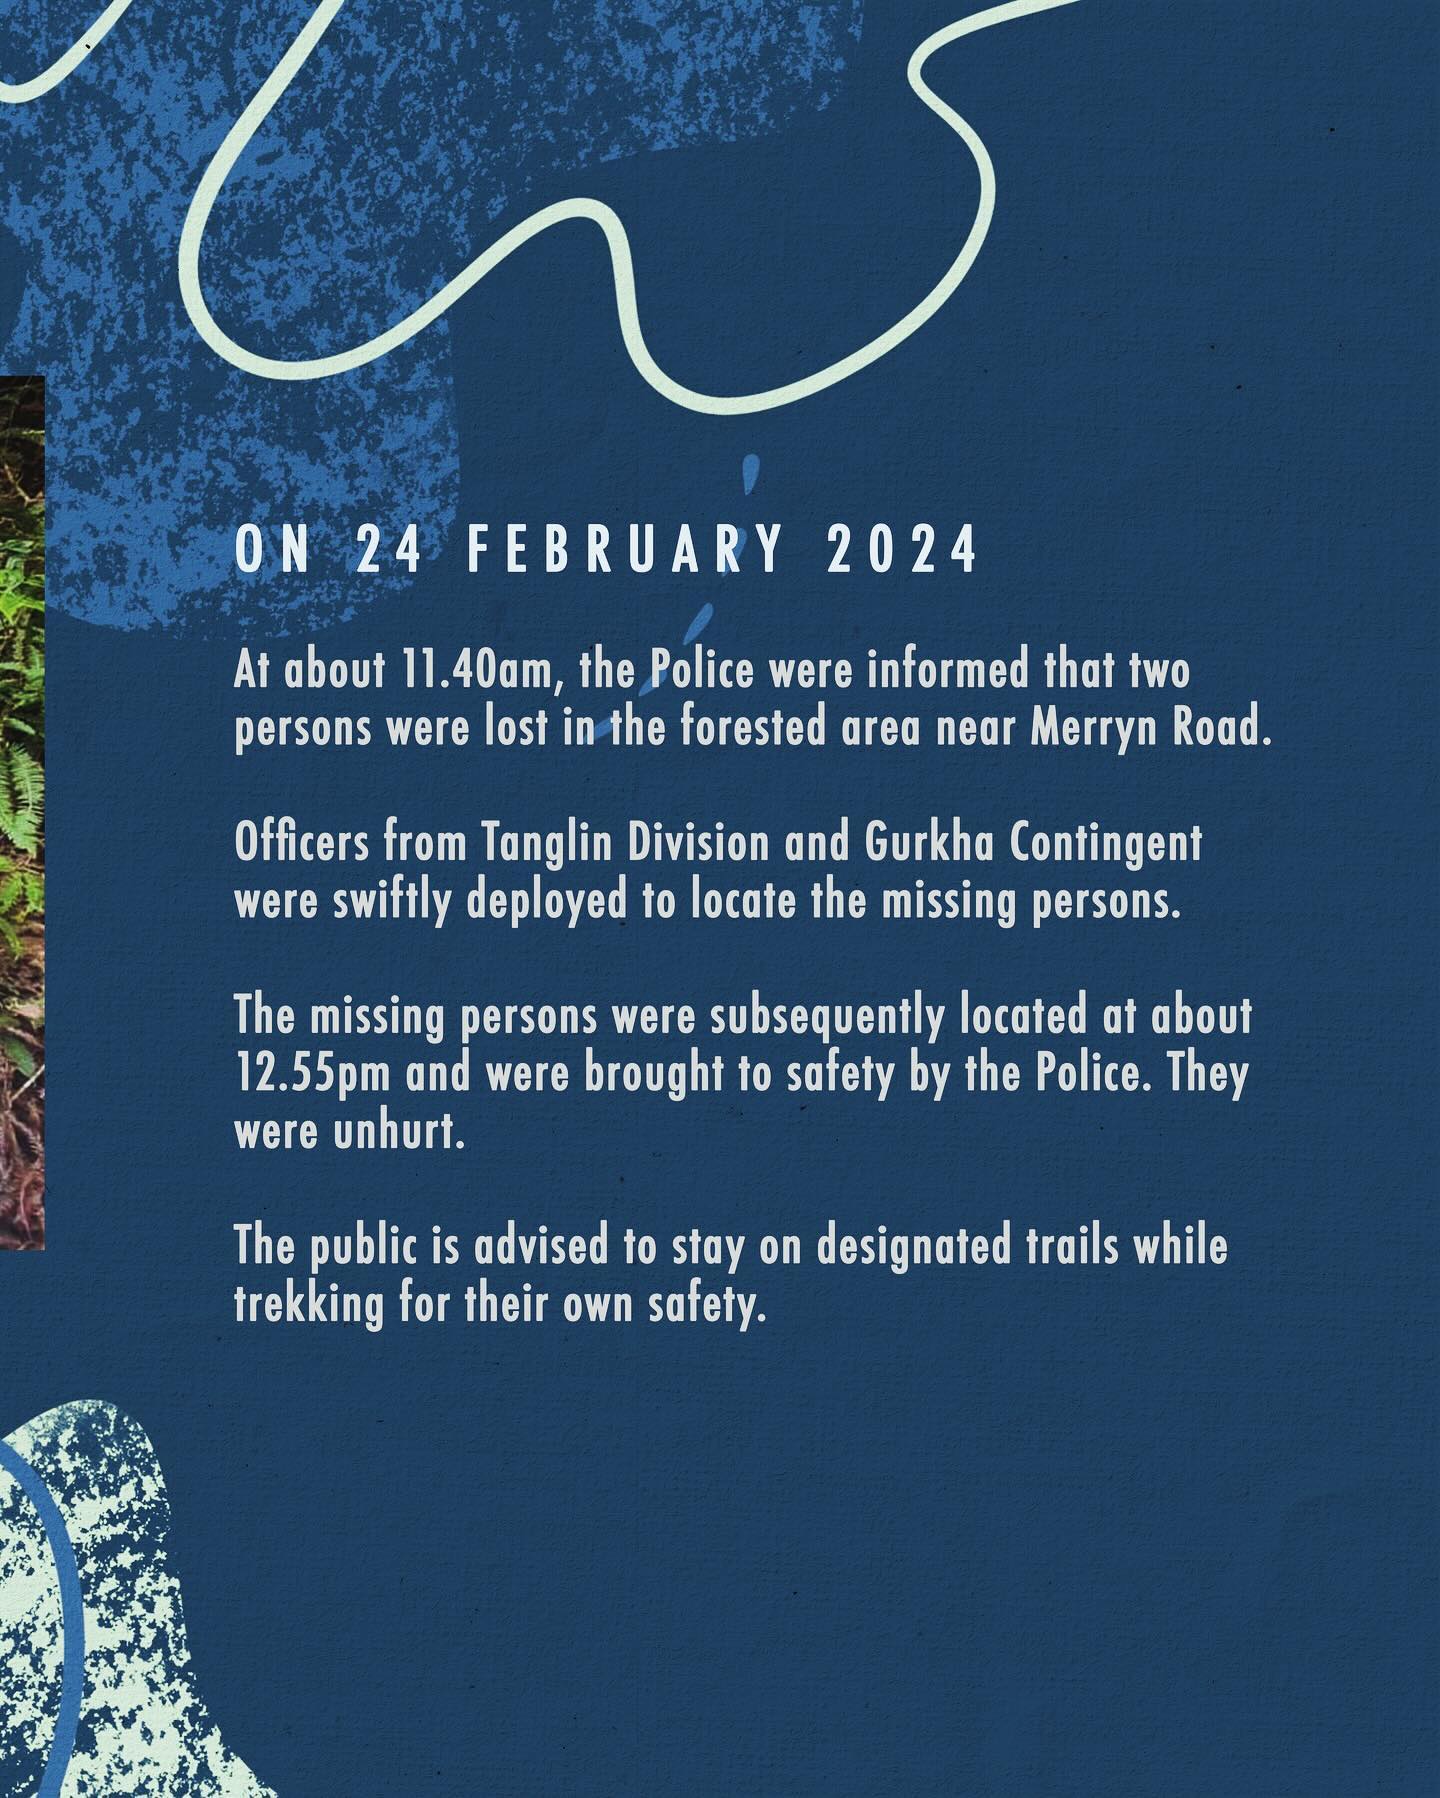 ON 24 FEBRUARY 2024
At about 11.40am, the Police were informed that two
persons were lost in the forested area near Merryn Road.
Officers from Tanglin Division and Gurkha Contingent
were swiftly deployed to locate the missing persons.
The missing persons were subsequently located at about
12.55pm and were brought to safety by the Police. They
were unhurt.
The public is advised to stay on designated trails while
trekking for their own safety.